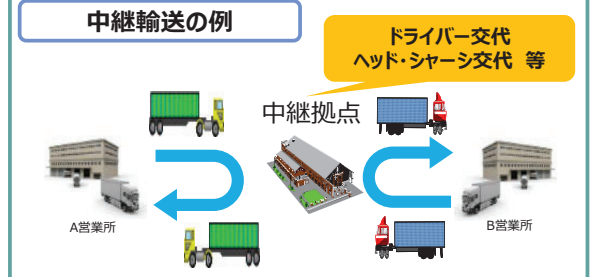 中継輸送の例
ドライバー交代
ヘッド・シャーシ交代 等
中継拠点
A営業所
B営業所